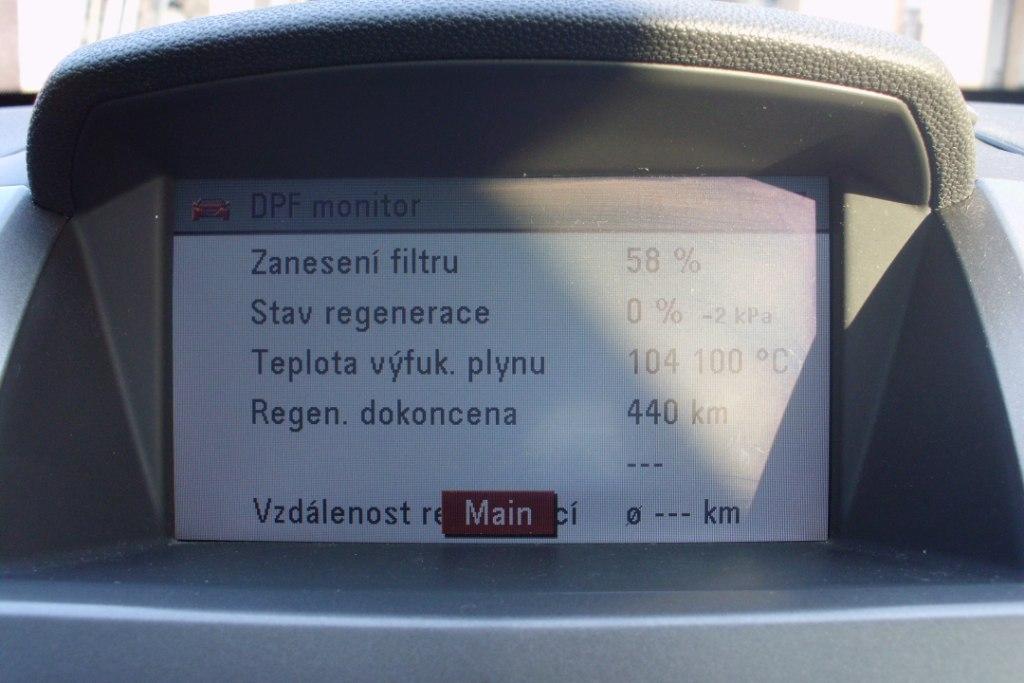 DPF monitor
Zanesení filtru 58 %
Stav regenerace 0 % -2 kPa
Teplota výfuk. plynu 104 100 °C
Regen. dokoncena 440 km
---
Vzdálenost re Main cí ø --- km